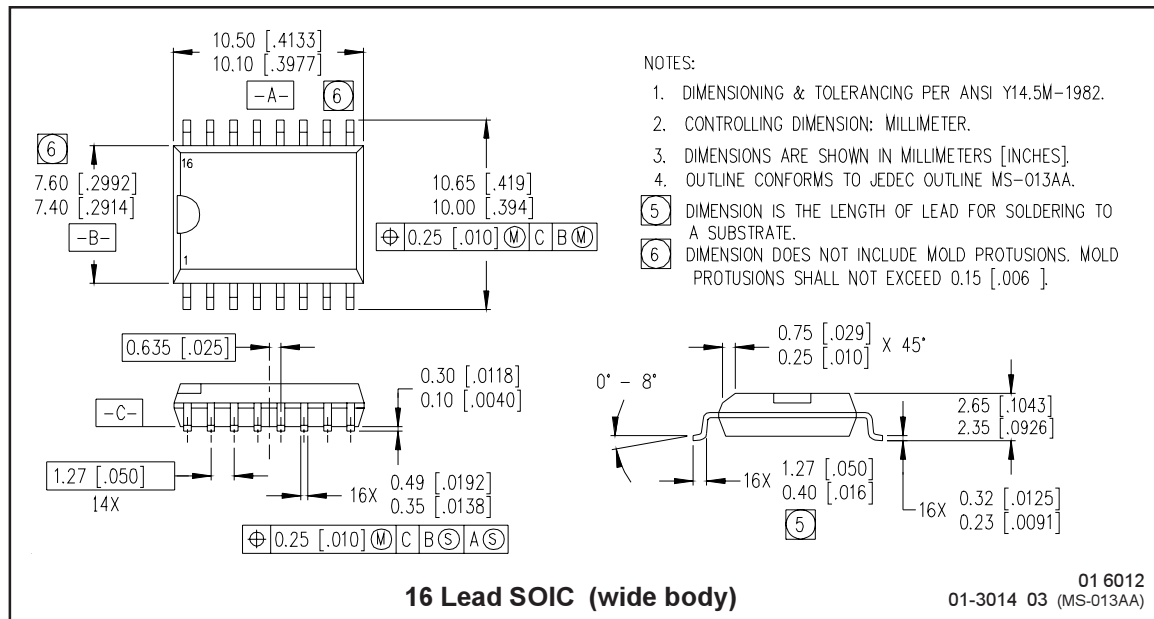 10.50 [.4133]
10.10 [.3977]
-A-
6
6
7.60 [.2992]
7.40 [.2914]
-B-
16
1
10.65 [.419]
10.00 [.394]
⌖ 0.25 [.010] Ⓜ C B Ⓜ
NOTES:
1. DIMENSIONING & TOLERANCING PER ANSI Y14.5M-1982.
2. CONTROLLING DIMENSION: MILLIMETER.
3. DIMENSIONS ARE SHOWN IN MILLIMETERS [INCHES].
4. OUTLINE CONFORMS TO JEDEC OUTLINE MS-013AA.
5 DIMENSION IS THE LENGTH OF LEAD FOR SOLDERING TO
A SUBSTRATE.
6 DIMENSION DOES NOT INCLUDE MOLD PROTUSIONS. MOLD
PROTUSIONS SHALL NOT EXCEED 0.15 [.006 ].
0.635 [.025]
-C-
0.30 [.0118]
0.10 [.0040]
1.27 [.050]
14X
16X 0.49 [.0192]
0.35 [.0138]
⌖ 0.25 [.010] Ⓜ C B Ⓢ A Ⓢ
0.75 [.029]
0.25 [.010]
X 45°
0° - 8°
2.65 [.1043]
2.35 [.0926]
16X 1.27 [.050]
0.40 [.016]
5
16X 0.32 [.0125]
0.23 [.0091]
16 Lead SOIC (wide body)
01 6012
01-3014 03 (MS-013AA)